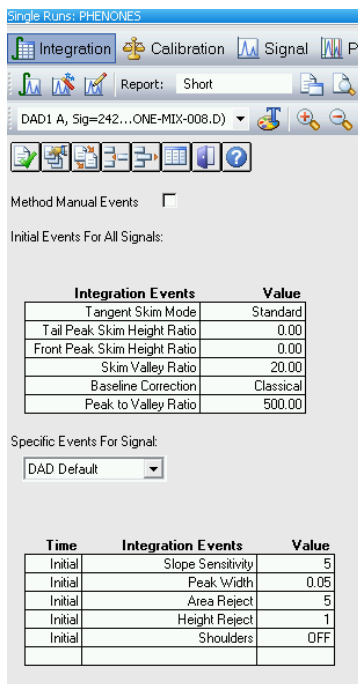 Single Runs: PHENONES
Integration Calibration Signal P
Report: Short
DAD1 A, Sig=242...ONE-MIX-008.D)
Method Manual Events
Initial Events For All Signals:
Integration Events Value
Tangent Skim Mode Standard
Tail Peak Skim Height Ratio 0.00
Front Peak Skim Height Ratio 0.00
Skim Valley Ratio 20.00
Baseline Correction Classical
Peak to Valley Ratio 500.00
Specific Events For Signal:
DAD Default
Time Integration Events Value
Initial Slope Sensitivity 5
Initial Peak Width 0.05
Initial Area Reject 5
Initial Height Reject 1
Initial Shoulders OFF